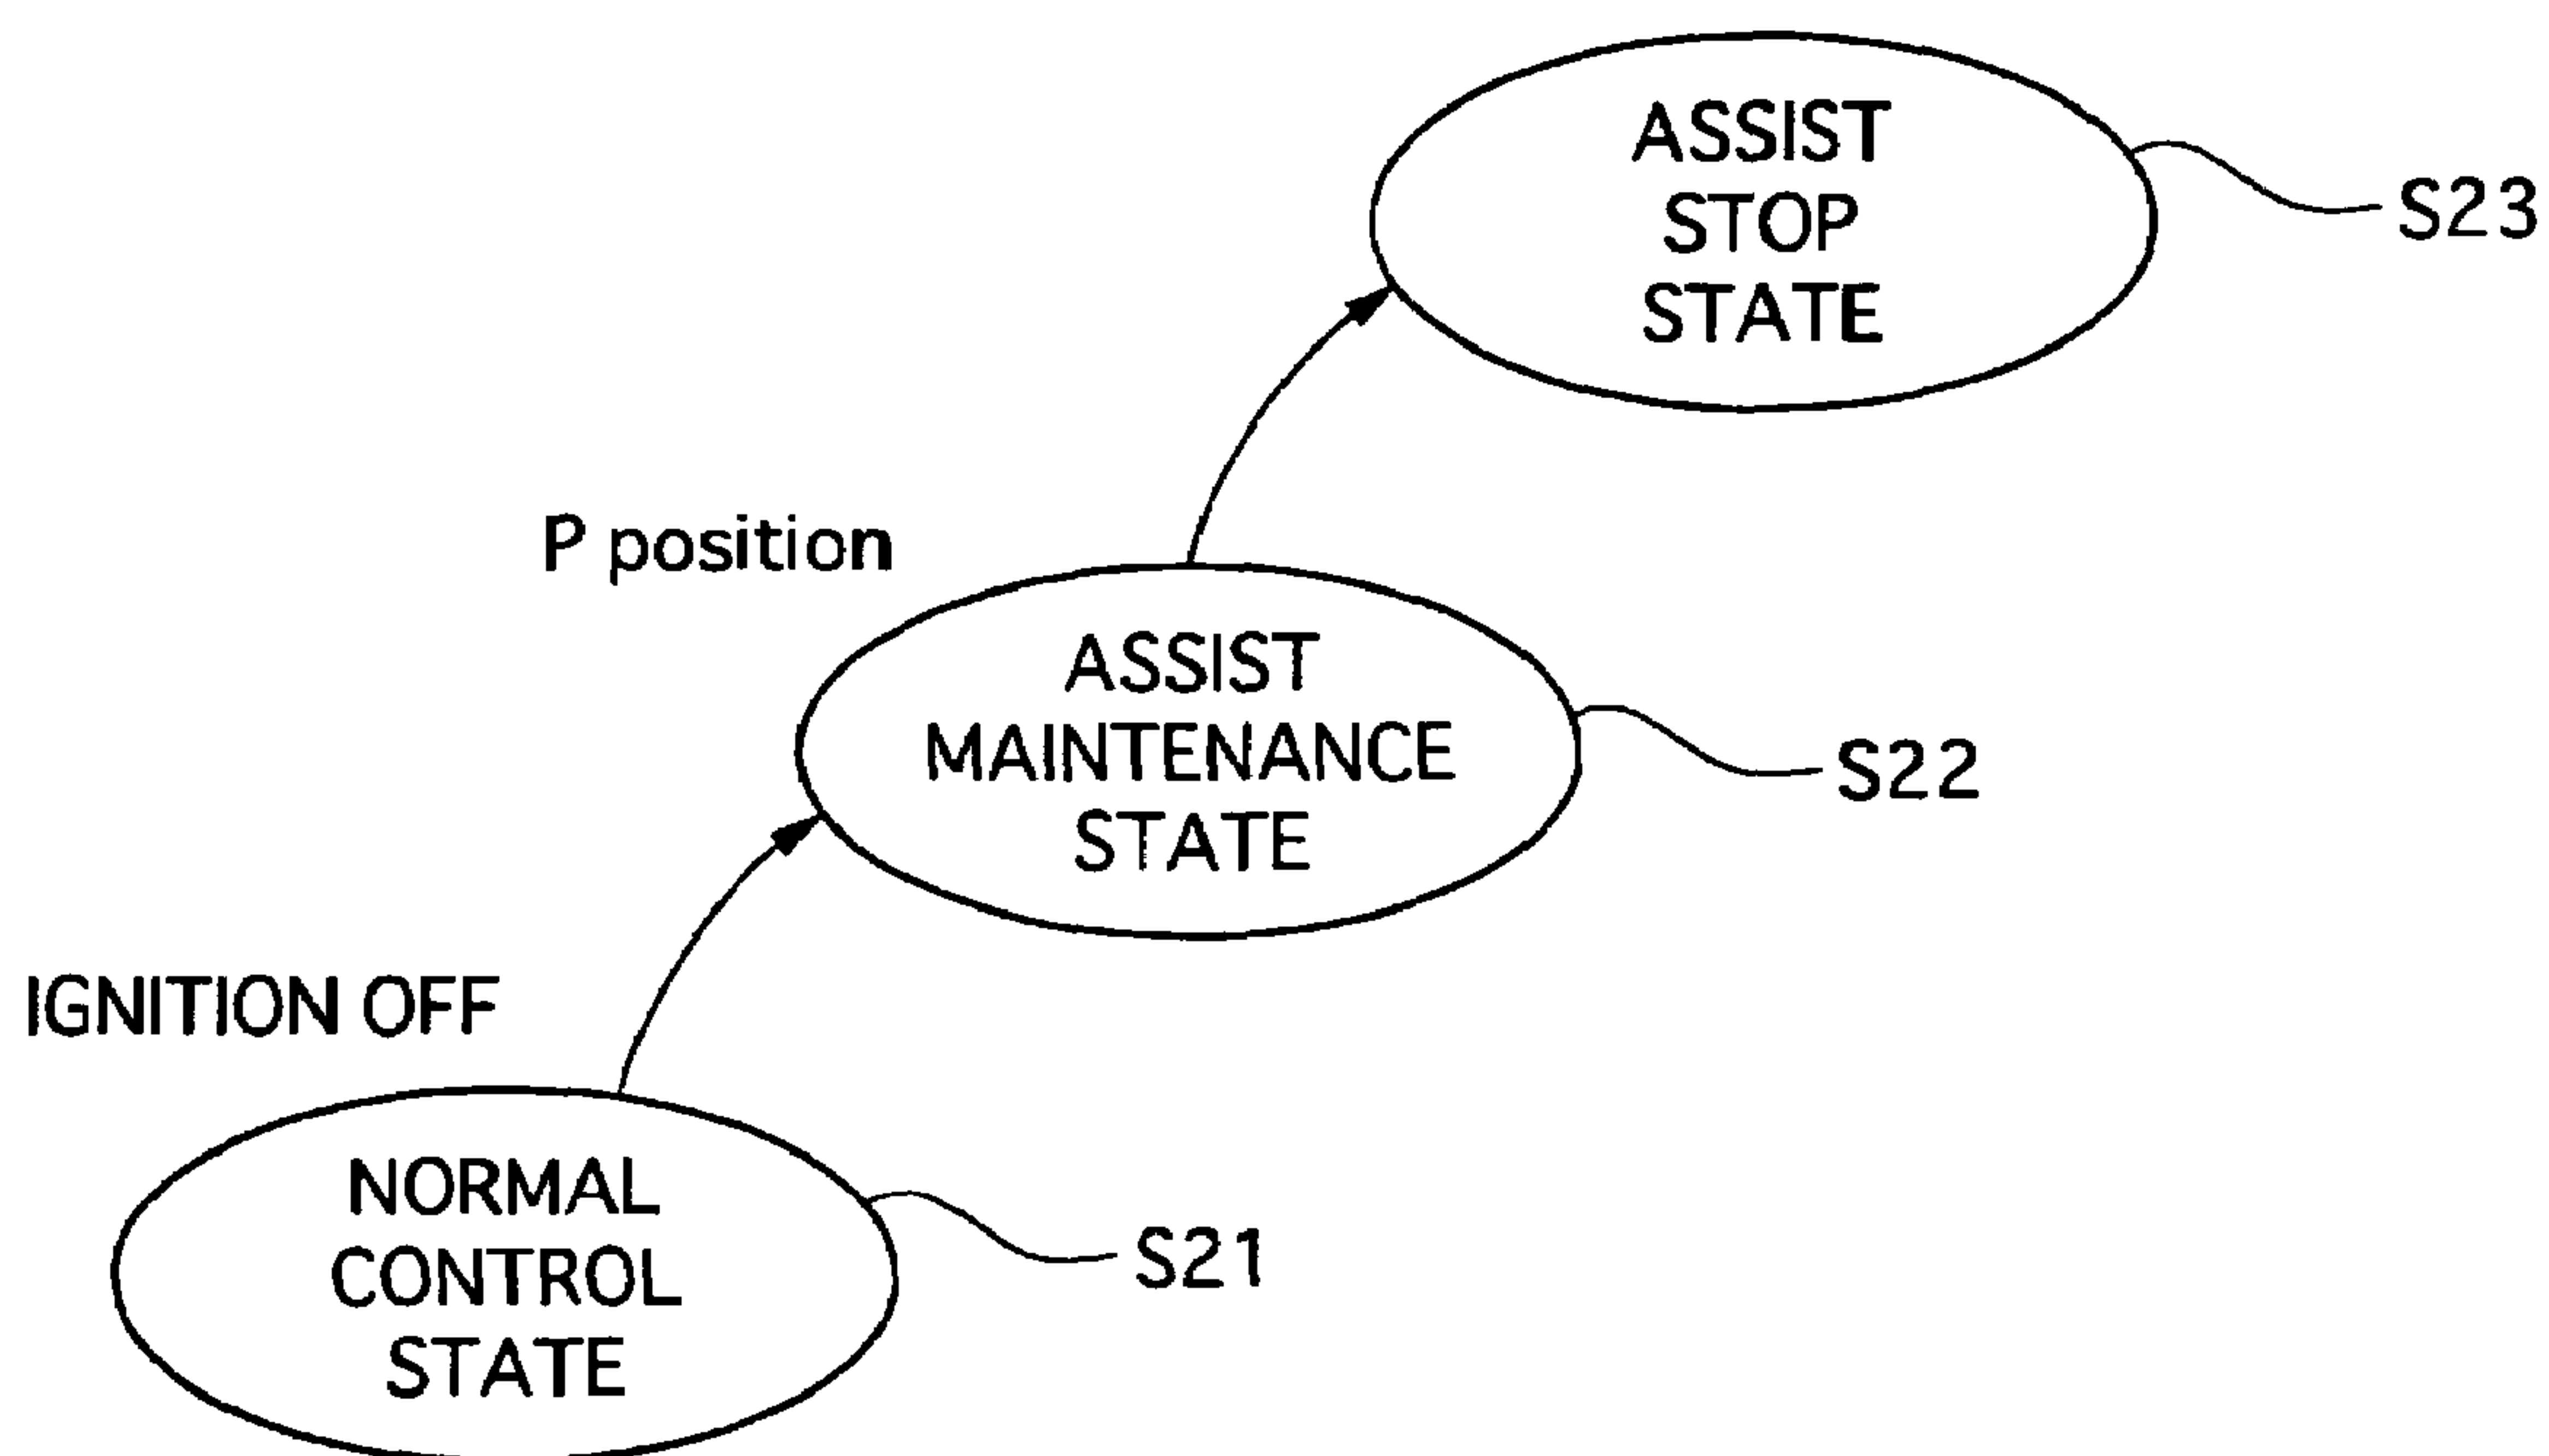 ASSIST
STOP
STATE
S23
P position
ASSIST
MAINTENANCE
STATE
S22
IGNITION OFF
NORMAL
CONTROL
STATE
S21